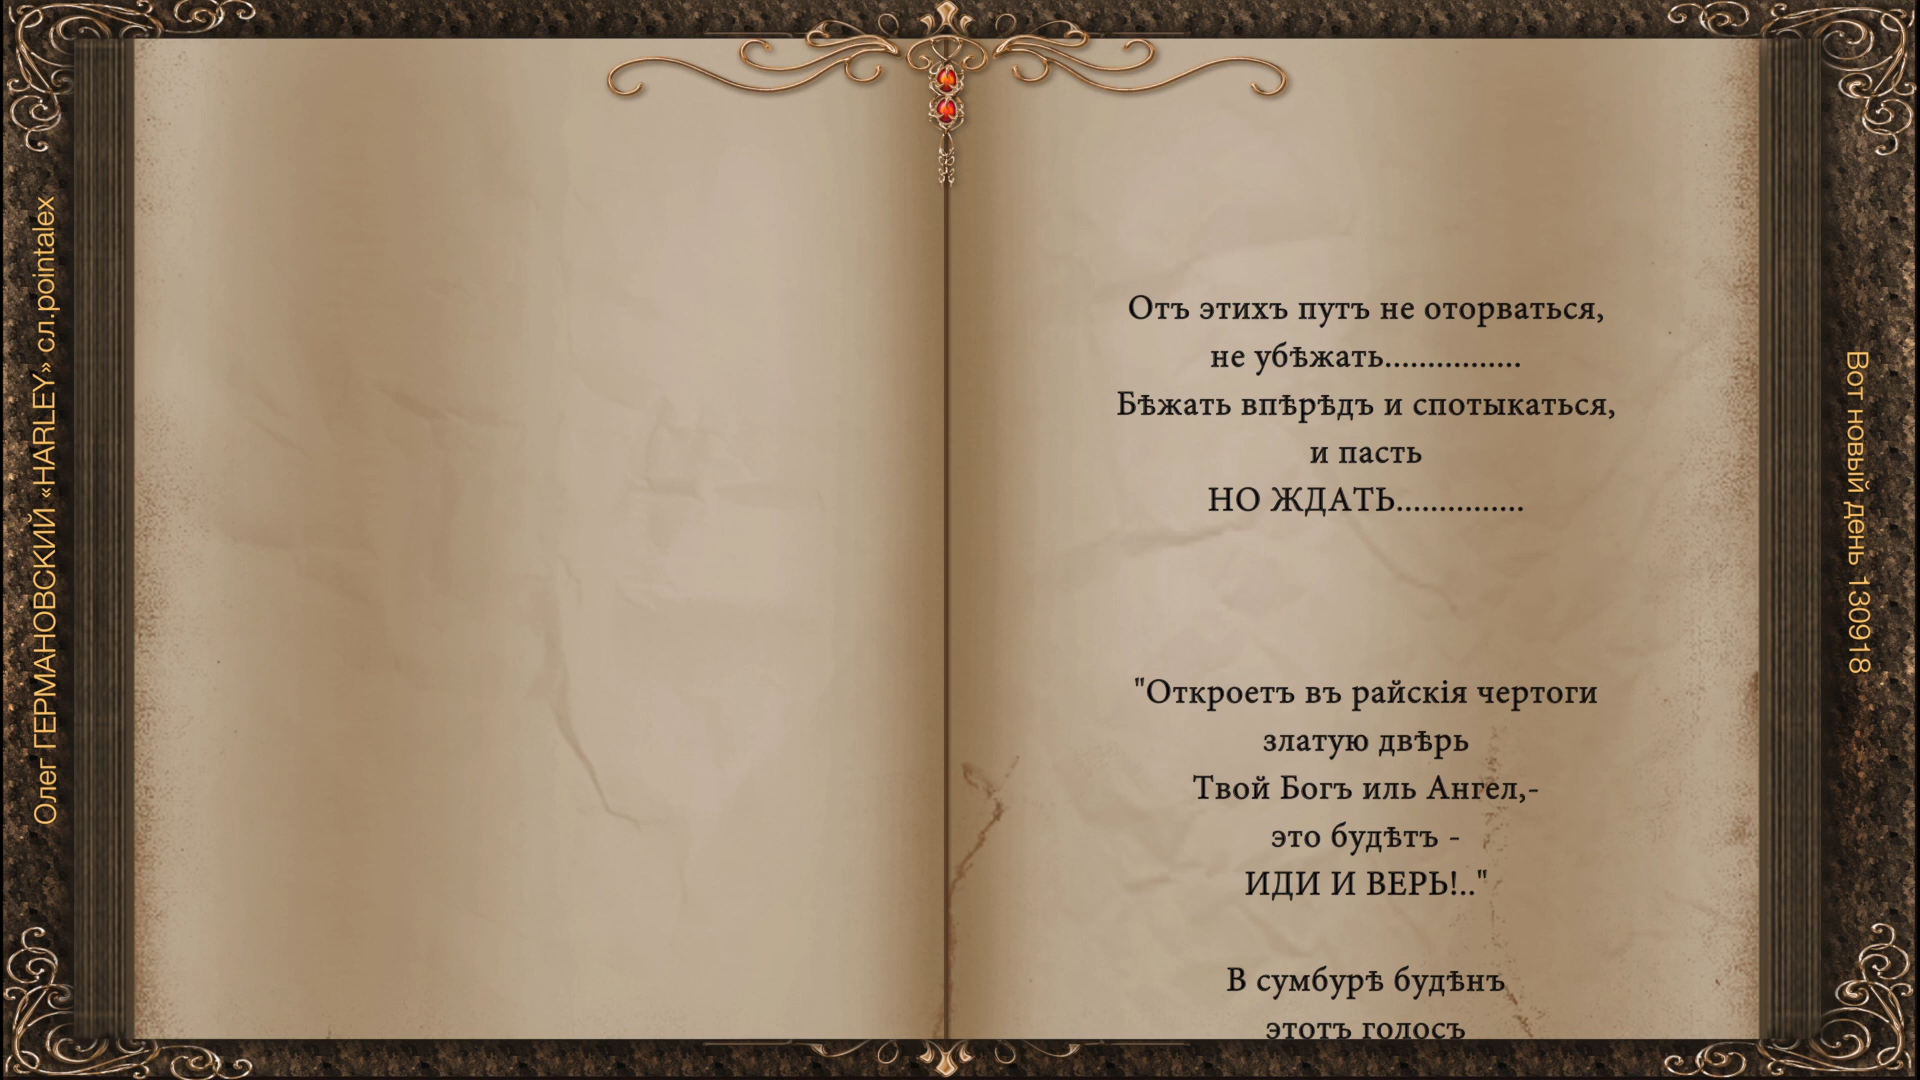 Олег ГЕРМАНОВСКИЙ «HARLEY» сл.pointalex
Отъ этихъ путъ не оторваться,
не убѣжать................
Бѣжать впѣрѣдъ и спотыкаться,
и пасть
НО ЖДАТЬ...............
"Откроетъ въ райскія чертоги
златую двѣрь
Твой Богъ иль Ангел,-
это будѣтъ -
ИДИ И ВЕРЬ!.."
В сумбурѣ будѣнъ
этотъ голосъ
Вот новый день 130918